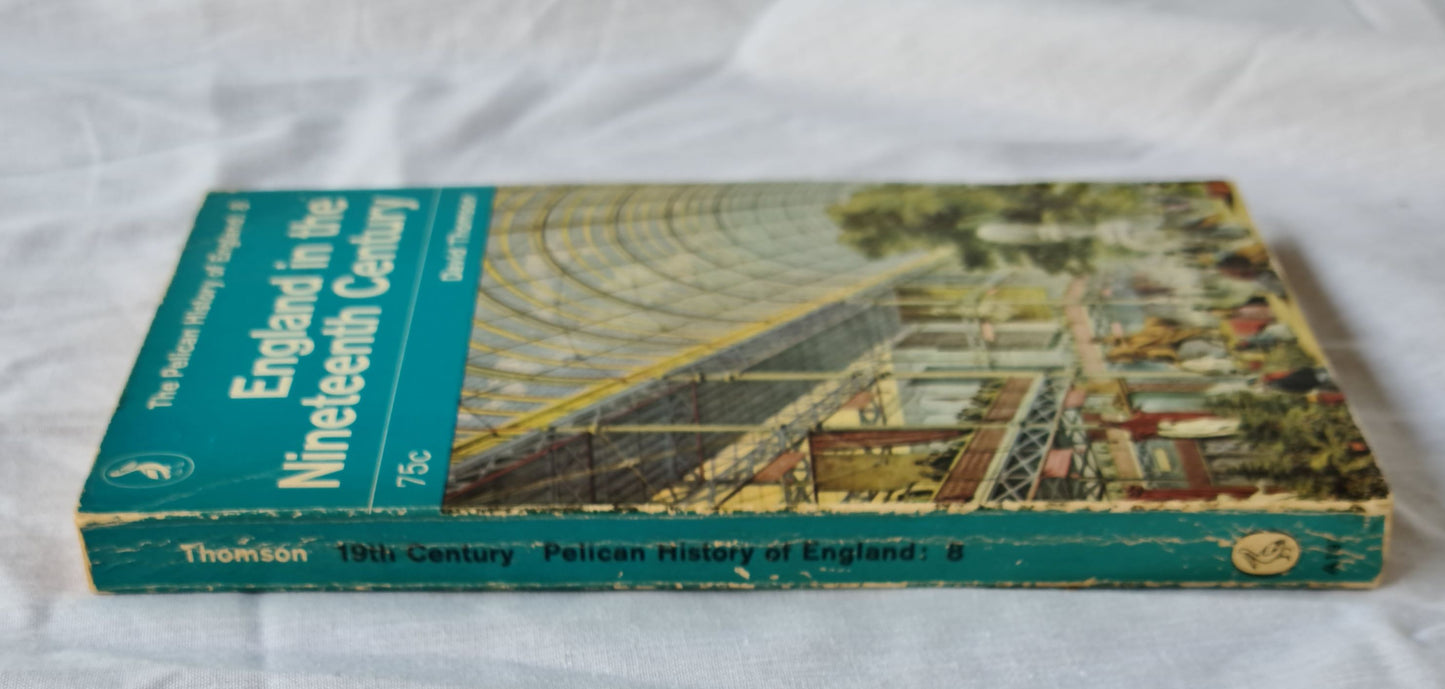 The Pelican History of England 8
England in the
Nineteenth Century
75c
David Thomson
Thomson 19th Century Pelican History of England: 8